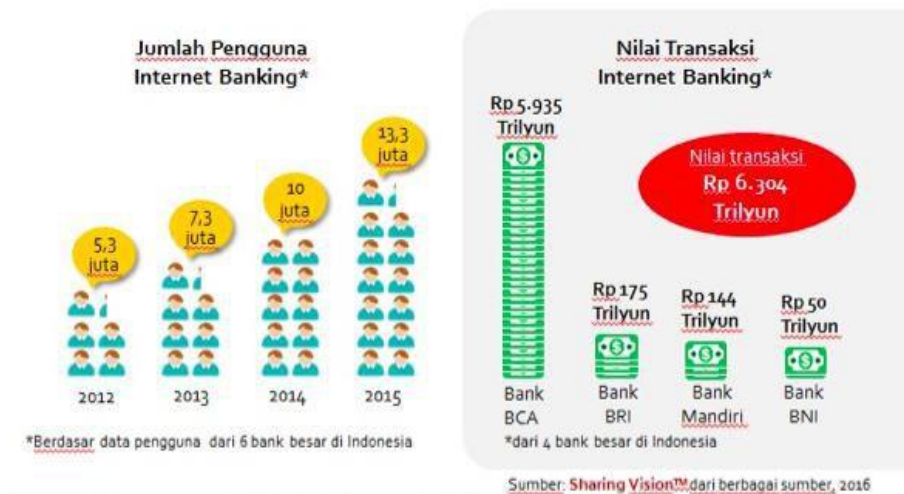 Jumlah Pengguna
Internet Banking*
5,3
juta
7,3
juta
10
juta
13,3
juta
2012
2013
2014
2015
*Berdasar data pengguna dari 6 bank besar di Indonesia
Nilai Transaksi
Internet Banking*
Rp 5.935
Trilyun
Nilai transaksi
Rp 6.304
Trilyun
Rp 175
Trilyun
Rp 144
Trilyun
Rp 50
Trilyun
Bank
BCA
Bank
BRI
Bank
Mandiri
Bank
BNI
*dari 4 bank besar di Indonesia
Sumber: Sharing Vision™ dari berbagai sumber, 2016